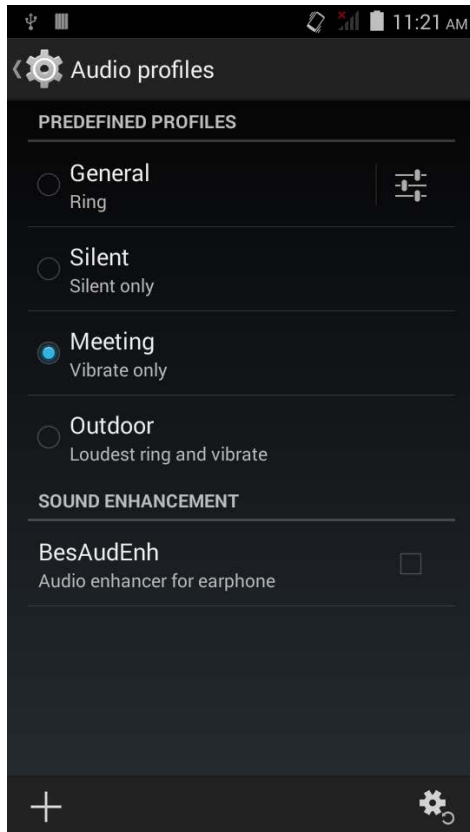 11:21 AM
Audio profiles
PREDEFINED PROFILES
General
Ring
Silent
Silent only
Meeting
Vibrate only
Outdoor
Loudest ring and vibrate
SOUND ENHANCEMENT
BesAudEnh
Audio enhancer for earphone